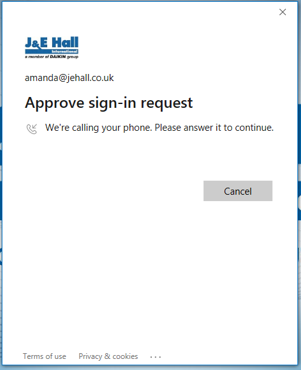 J&E Hall
International
a member of DAIKIN group
amanda@jehall.co.uk
Approve sign-in request
We're calling your phone. Please answer it to continue.
Cancel
Terms of use Privacy & cookies ...